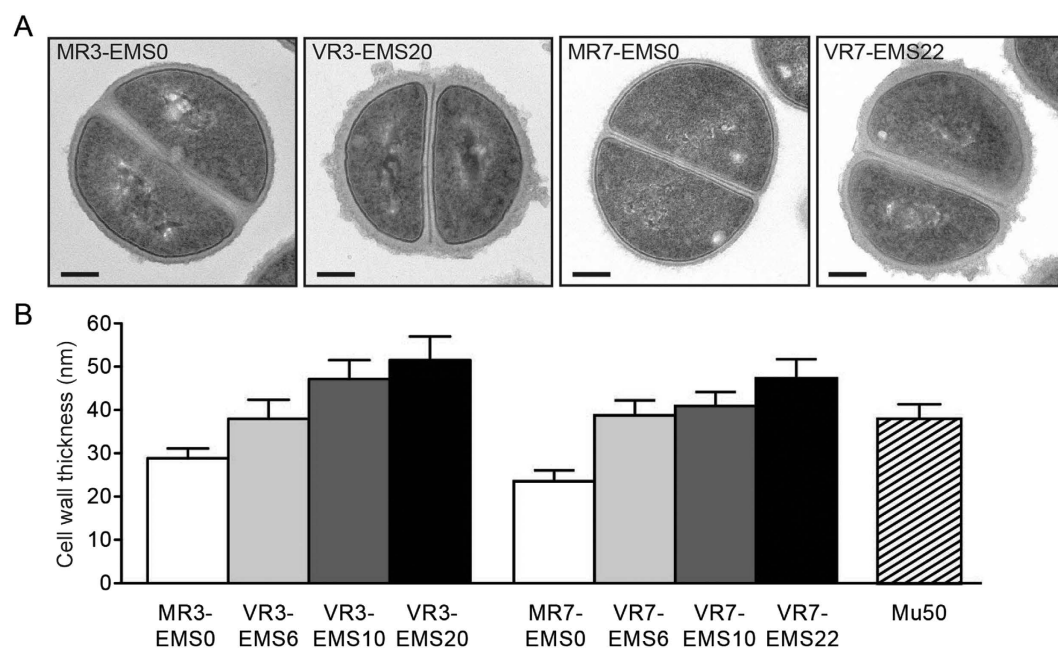 A
MR3-EMS0
VR3-EMS20
MR7-EMS0
VR7-EMS22
B
Cell wall thickness (nm)
60
50
40
30
20
10
0
MR3-
EMS0
VR3-
EMS6
VR3-
EMS10
VR3-
EMS20
MR7-
EMS0
VR7-
EMS6
VR7-
EMS10
VR7-
EMS22
Mu50